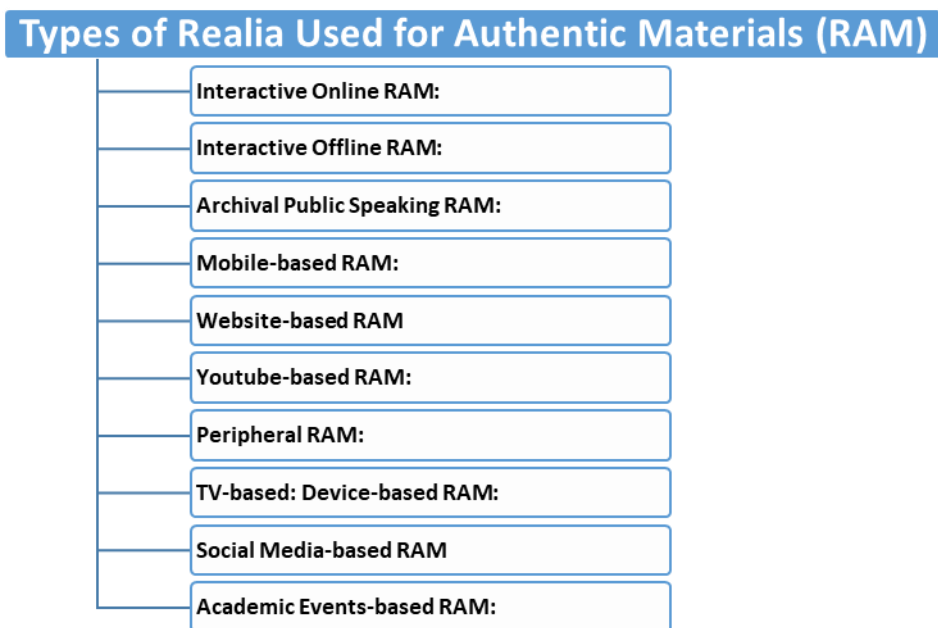 Types of Realia Used for Authentic Materials (RAM)
Interactive Online RAM:
Interactive Offline RAM:
Archival Public Speaking RAM:
Mobile-based RAM:
Website-based RAM
Youtube-based RAM:
Peripheral RAM:
TV-based: Device-based RAM:
Social Media-based RAM
Academic Events-based RAM: